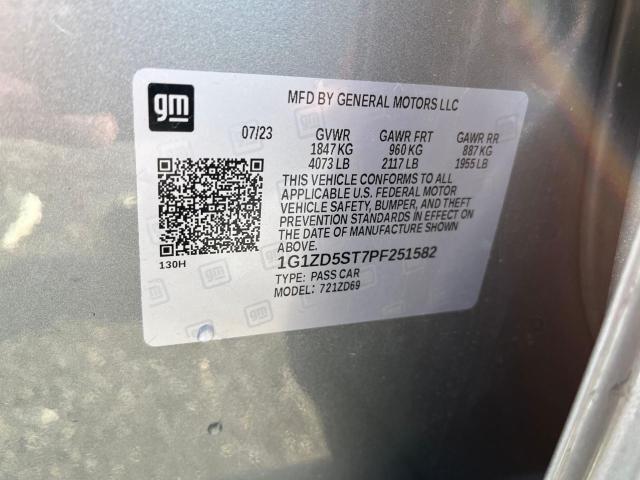 gm
MFD BY GENERAL MOTORS LLC
07/23 GVWR GAWR FRT GAWR RR
1847 KG 960 KG 887 KG
4073 LB 2117 LB 1955 LB
THIS VEHICLE CONFORMS TO ALL
APPLICABLE U.S. FEDERAL MOTOR
VEHICLE SAFETY, BUMPER, AND THEFT
PREVENTION STANDARDS IN EFFECT ON
THE DATE OF MANUFACTURE SHOWN
ABOVE.
130H
1G1ZD5ST7PF251582
TYPE: PASS CAR
MODEL: 721ZD69